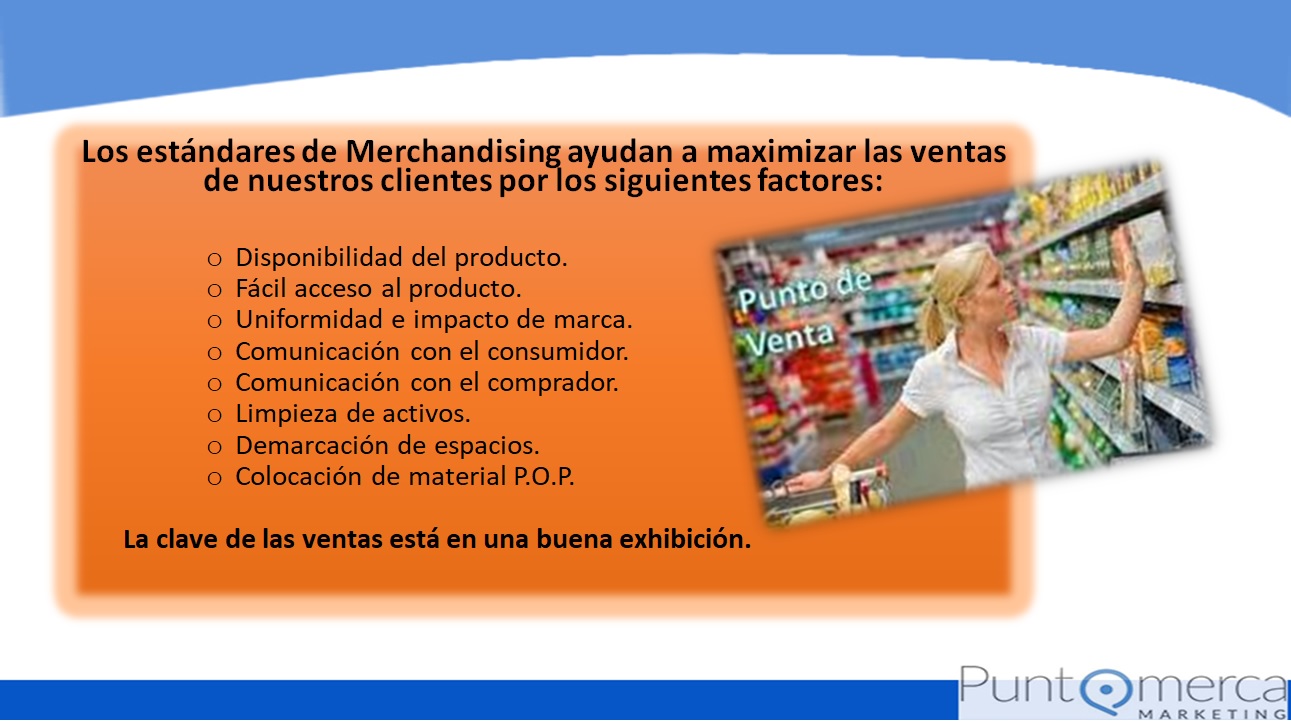 Los estándares de Merchandising ayudan a maximizar las ventas
de nuestros clientes por los siguientes factores:
o Disponibilidad del producto.
o Fácil acceso al producto.
o Uniformidad e impacto de marca.
o Comunicación con el consumidor.
o Comunicación con el comprador.
o Limpieza de activos.
o Demarcación de espacios.
o Colocación de material P.O.P.
La clave de las ventas está en una buena exhibición.
Punto de
Venta
Puntomerca
MARKETING